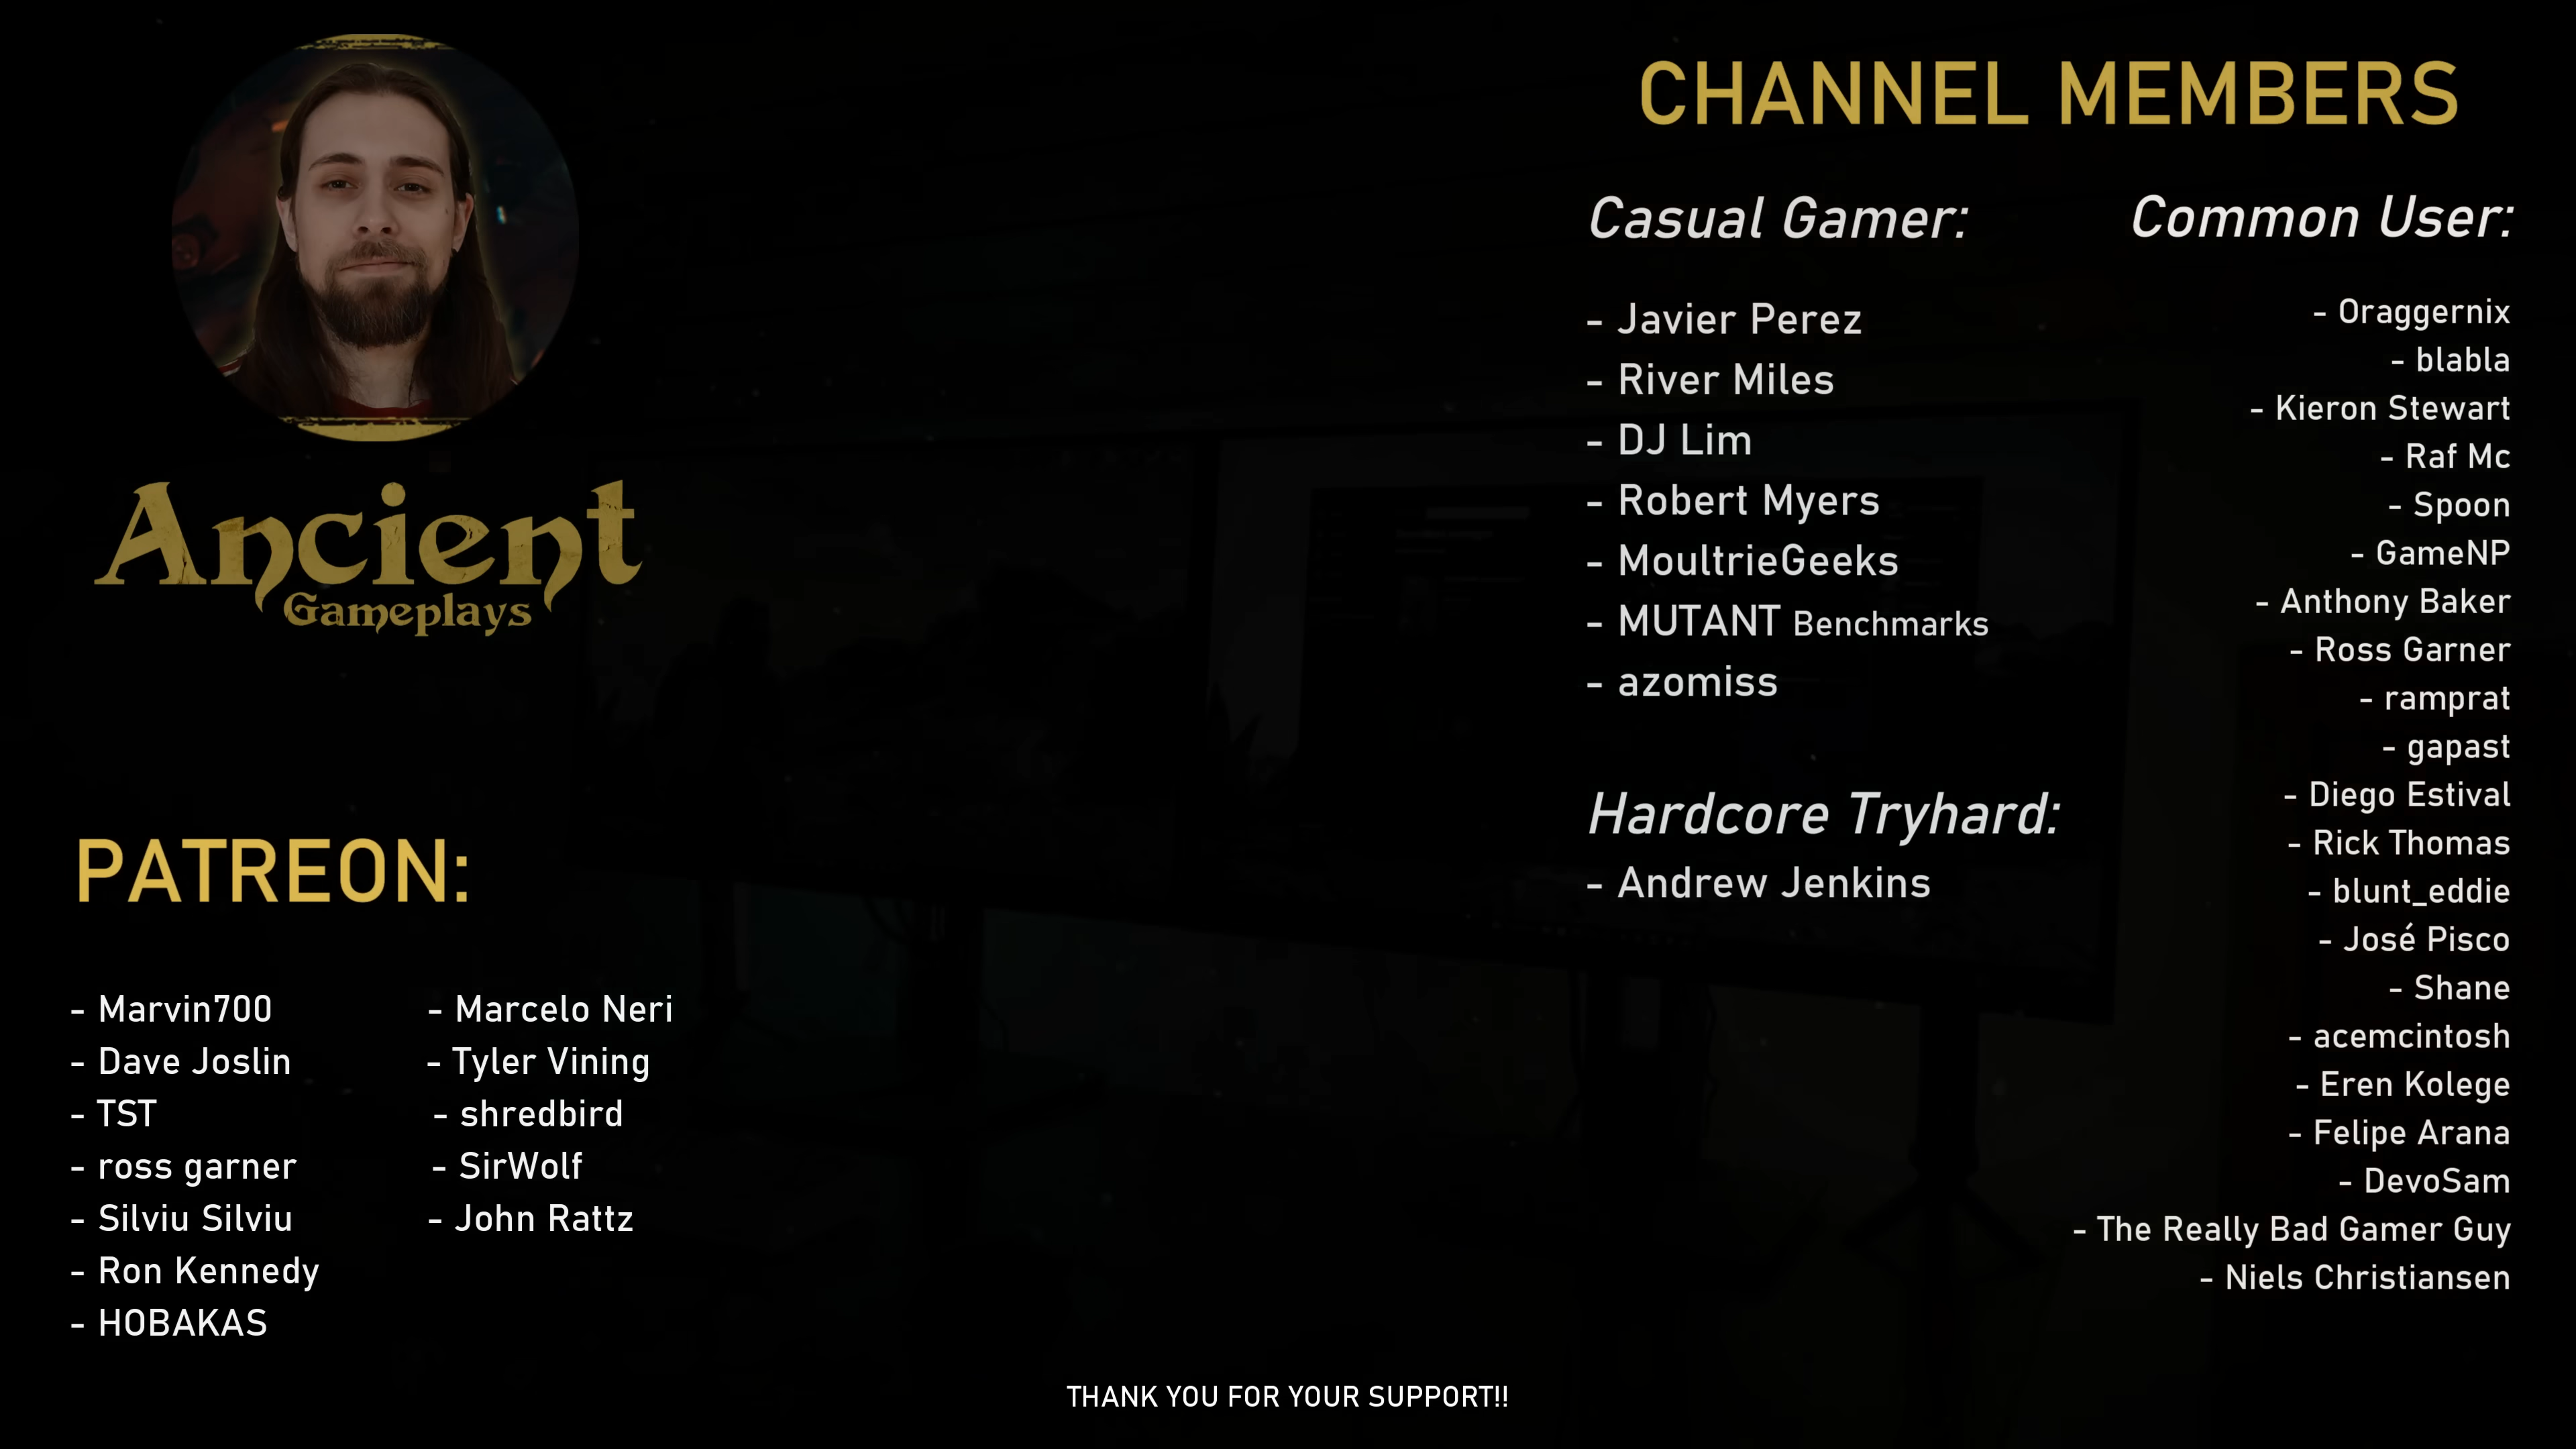 Ancient
Gameplays
PATREON:
- Marvin700
- Dave Joslin
- TST
- ross garner
- Silviu Silviu
- Ron Kennedy
- HOBAKAS
- Marcelo Neri
- Tyler Vining
- shredbird
- SirWolf
- John Rattz
CHANNEL MEMBERS
Casual Gamer:
- Javier Perez
- River Miles
- DJ Lim
- Robert Myers
- MoultrieGeeks
- MUTANT Benchmarks
- azomiss
Hardcore Tryhard:
- Andrew Jenkins
Common User:
- Oraggernix
- blabla
- Kieron Stewart
- Raf Mc
- Spoon
- GameNP
- Anthony Baker
- Ross Garner
- ramprat
- gapast
- Diego Estival
- Rick Thomas
- blunt_eddie
- José Pisco
- Shane
- acemcintosh
- Eren Kolege
- Felipe Arana
- DevoSam
- The Really Bad Gamer Guy
- Niels Christiansen
THANK YOU FOR YOUR SUPPORT!!